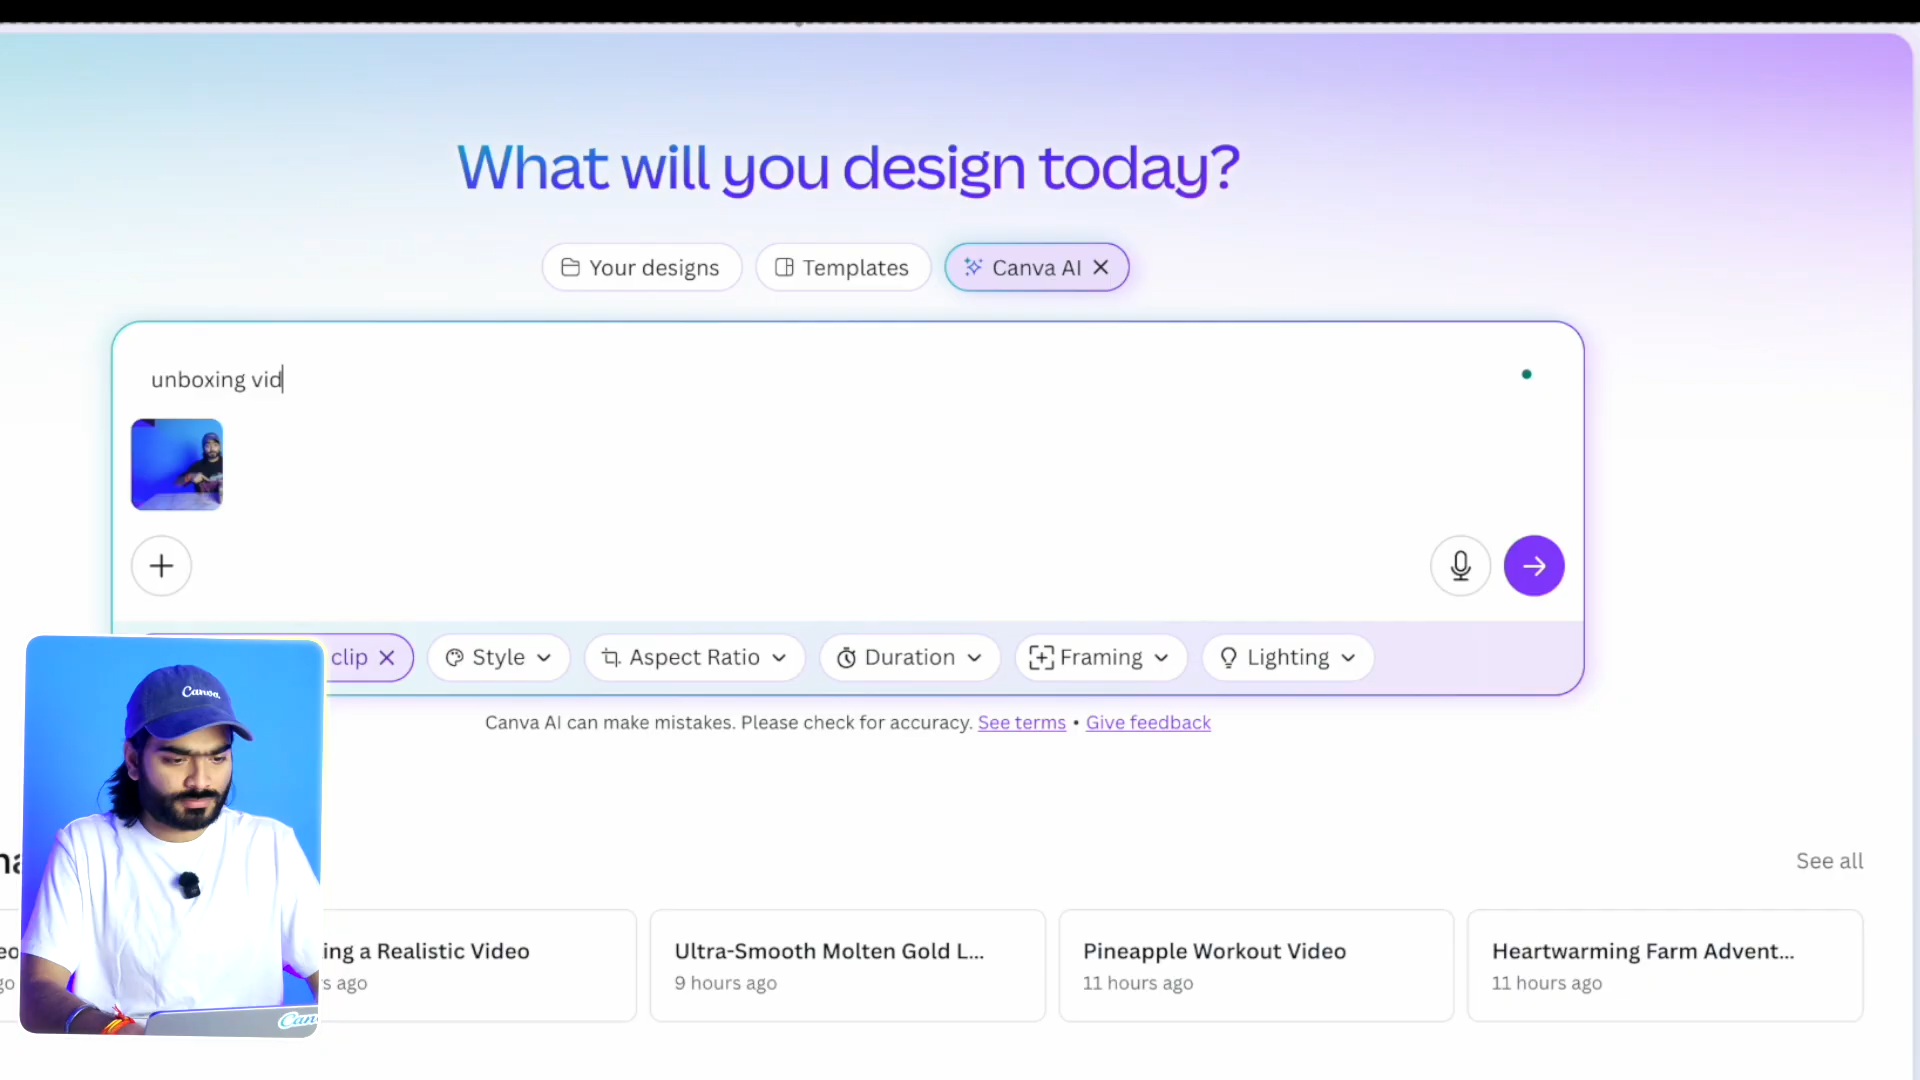 What will you design today?
Your designs
Templates
Canva AI
unboxing vid
clip
Style
Aspect Ratio
Duration
Framing
Lighting
Canva AI can make mistakes. Please check for accuracy. See terms • Give feedback
Canva
See all
ing a Realistic Video
s ago
Ultra-Smooth Molten Gold L...
9 hours ago
Pineapple Workout Video
11 hours ago
Heartwarming Farm Advent...
11 hours ago
Can